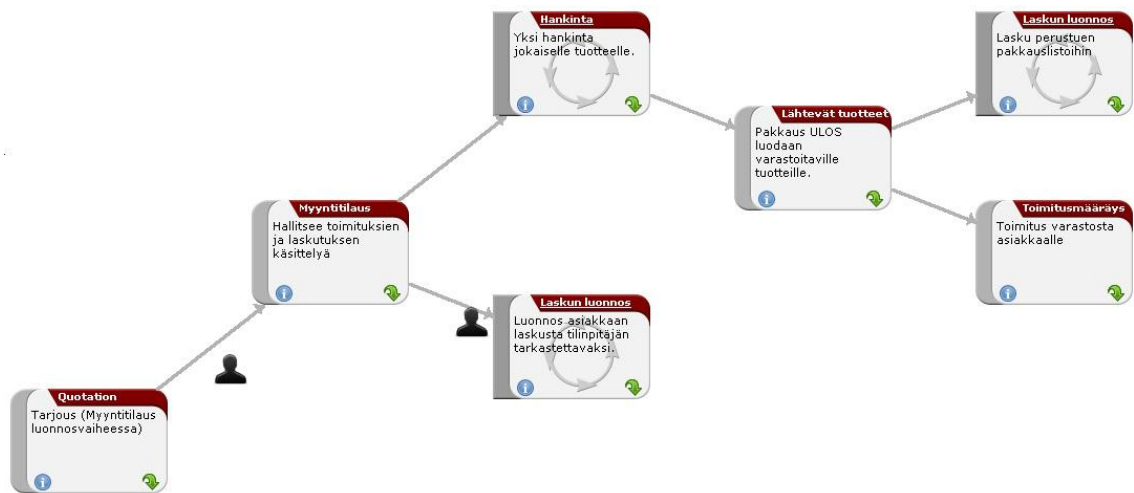 Hankinta
Yksi hankinta
jokaiselle tuotteelle.
Laskun luonnos
Lasku perustuen
pakkauslistoihin
Lähtevät tuotteet
Pakkaus ULOS
luodaan
varastoitaville
tuotteille.
Myyntitilaus
Hallitsee toimituksien
ja laskutuksen
käsittelyä
Toimitusmääräys
Toimitus varastosta
asiakkaalle
Laskun luonnos
Luonnos asiakkaan
laskusta tilinpitäjän
tarkastettavaksi.
Quotation
Tarjous (Myyntitilaus
luonnosvaiheessa)